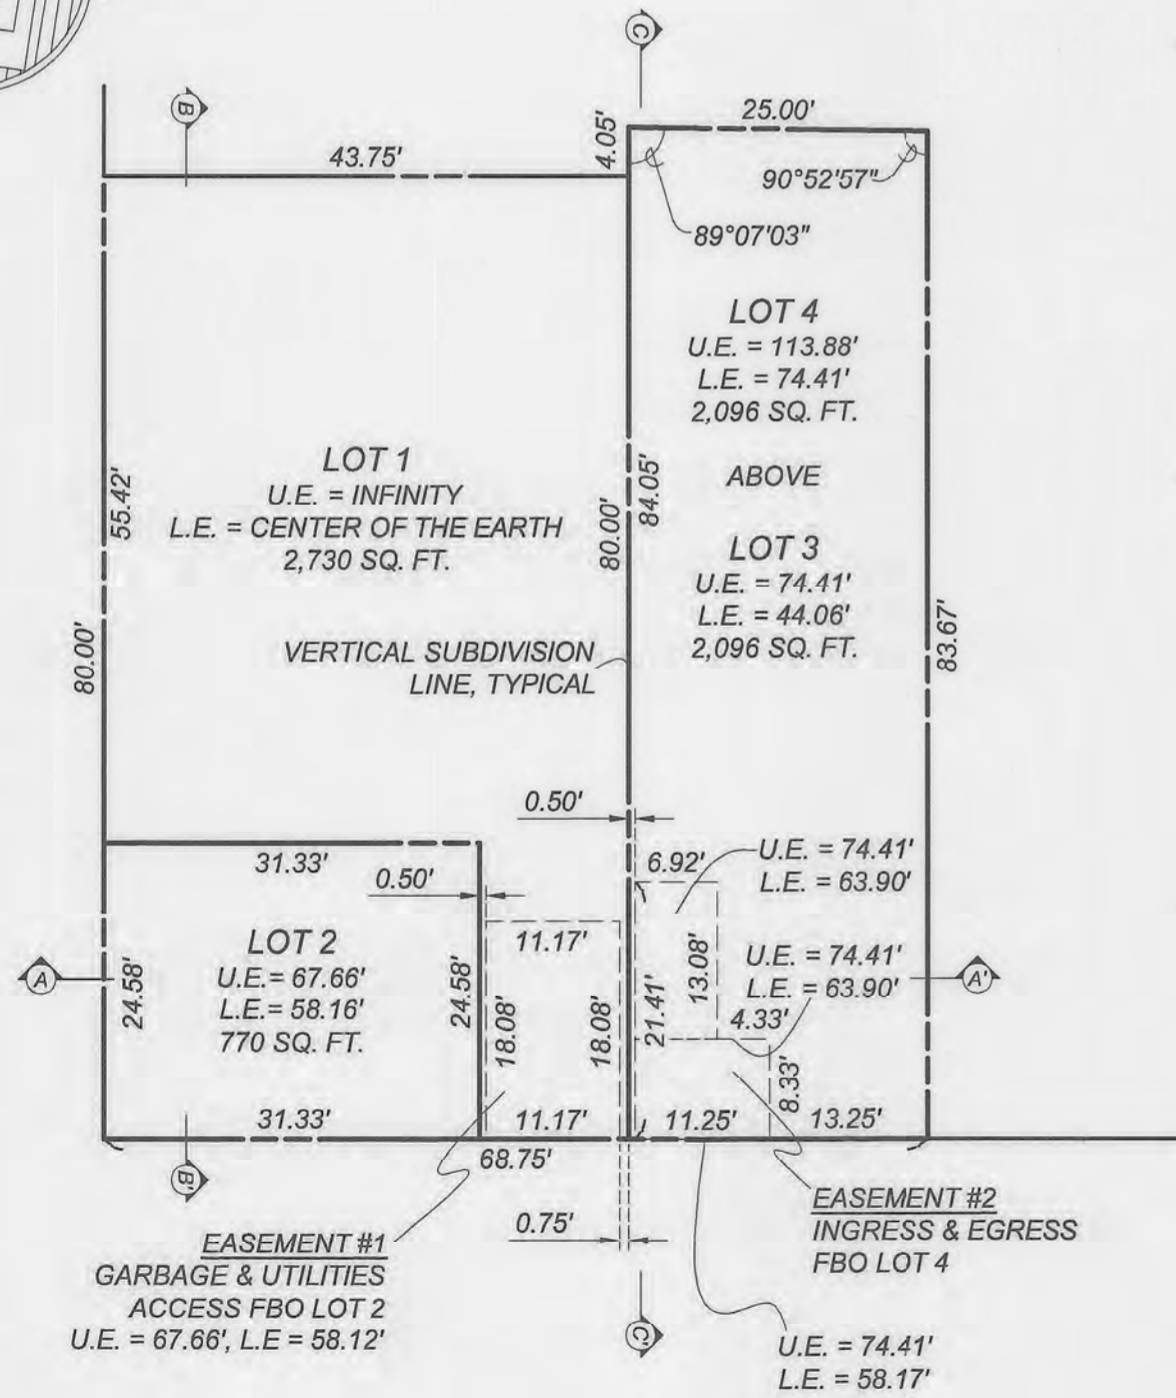 C
B
25.00'
4.05'
43.75'
90°52'57"
89°07'03"
LOT 4
U.E. = 113.88'
L.E. = 74.41'
2,096 SQ. FT.
ABOVE
LOT 3
U.E. = 74.41'
L.E. = 44.06'
2,096 SQ. FT.
LOT 1
U.E. = INFINITY
L.E. = CENTER OF THE EARTH
2,730 SQ. FT.
55.42'
80.00'
84.05'
80.00'
83.67'
VERTICAL SUBDIVISION
LINE, TYPICAL
0.50'
31.33'
0.50'
6.92'
U.E. = 74.41'
L.E. = 63.90'
LOT 2
U.E.= 67.66'
L.E.= 58.16'
770 SQ. FT.
A
24.58'
24.58'
11.17'
18.08'
18.08'
21.41'
13.08'
U.E. = 74.41'
L.E. = 63.90'
A'
4.33'
8.33'
31.33'
11.17'
11.25'
13.25'
68.75'
B'
0.75'
EASEMENT #1
GARBAGE & UTILITIES
ACCESS FBO LOT 2
U.E. = 67.66', L.E = 58.12'
EASEMENT #2
INGRESS & EGRESS
FBO LOT 4
C'
U.E. = 74.41'
L.E. = 58.17'